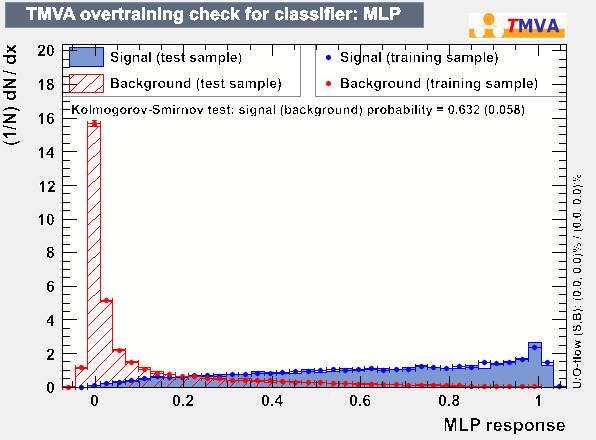 TMVA overtraining check for classifier: MLP
TMVA
Signal (test sample)
Background (test sample)
Signal (training sample)
Background (training sample)
Kolmogorov-Smirnov test: signal (background) probability = 0.632 (0.058)
(1/N) dN / dx
20
18
16
14
12
10
8
6
4
2
0
0
0.2
0.4
0.6
0.8
1
MLP response
U/O-flow (S,B): (0.0, 0.0)% / (0.0, 0.0)%